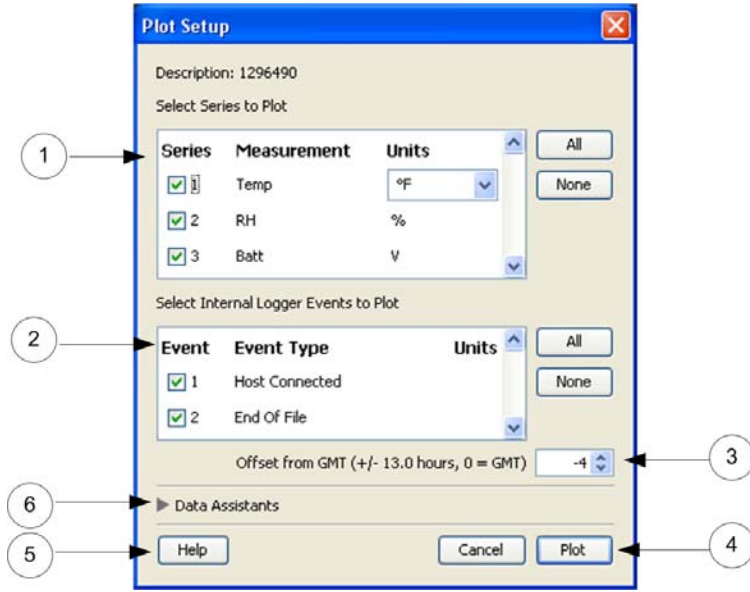 Plot Setup
Description: 1296490
Select Series to Plot
1
Series Measurement Units
All
1 Temp °F
None
2 RH %
3 Batt V
Select Internal Logger Events to Plot
2
Event Event Type Units
All
1 Host Connected
None
2 End Of File
Offset from GMT (+/- 13.0 hours, 0 = GMT) -4
3
6
Data Assistants
5
Help Cancel Plot
4